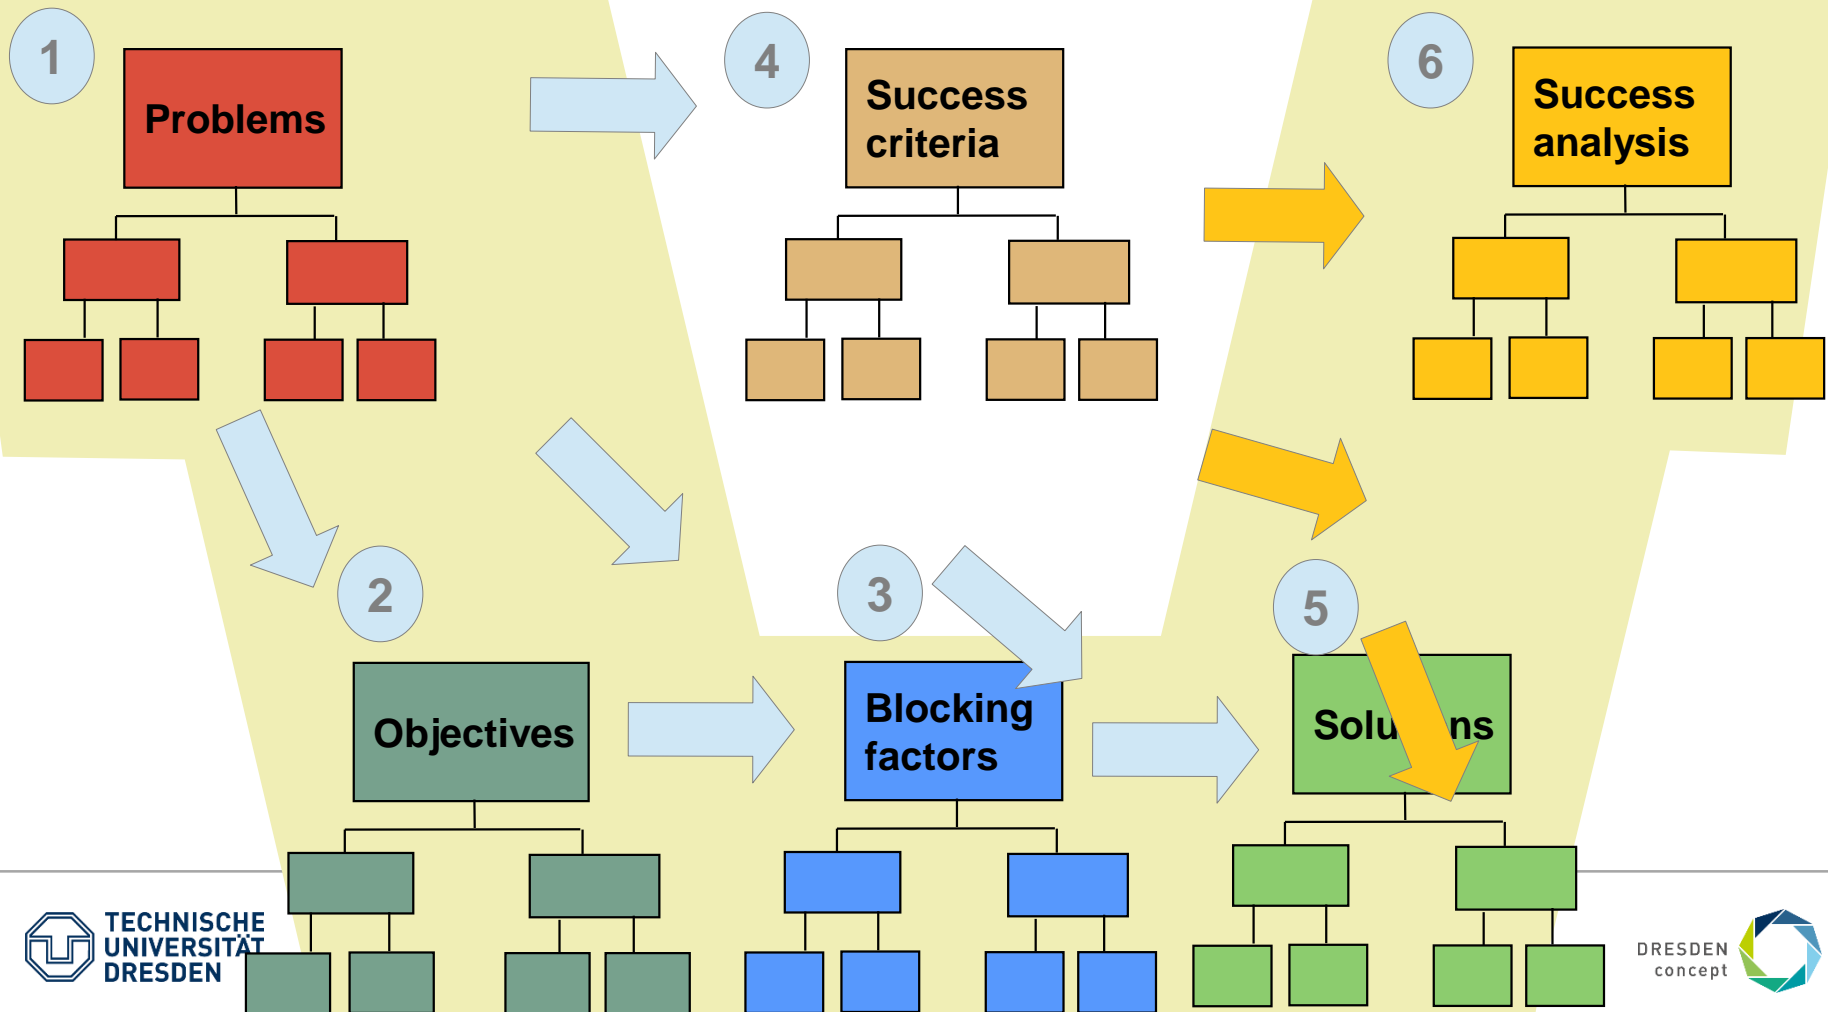 1
Problems
4
Success
criteria
6
Success
analysis
2
Objectives
3
Blocking
factors
5
Solu ns
TECHNISCHE
UNIVERSITÄT
DRESDEN
DRESDEN
concept